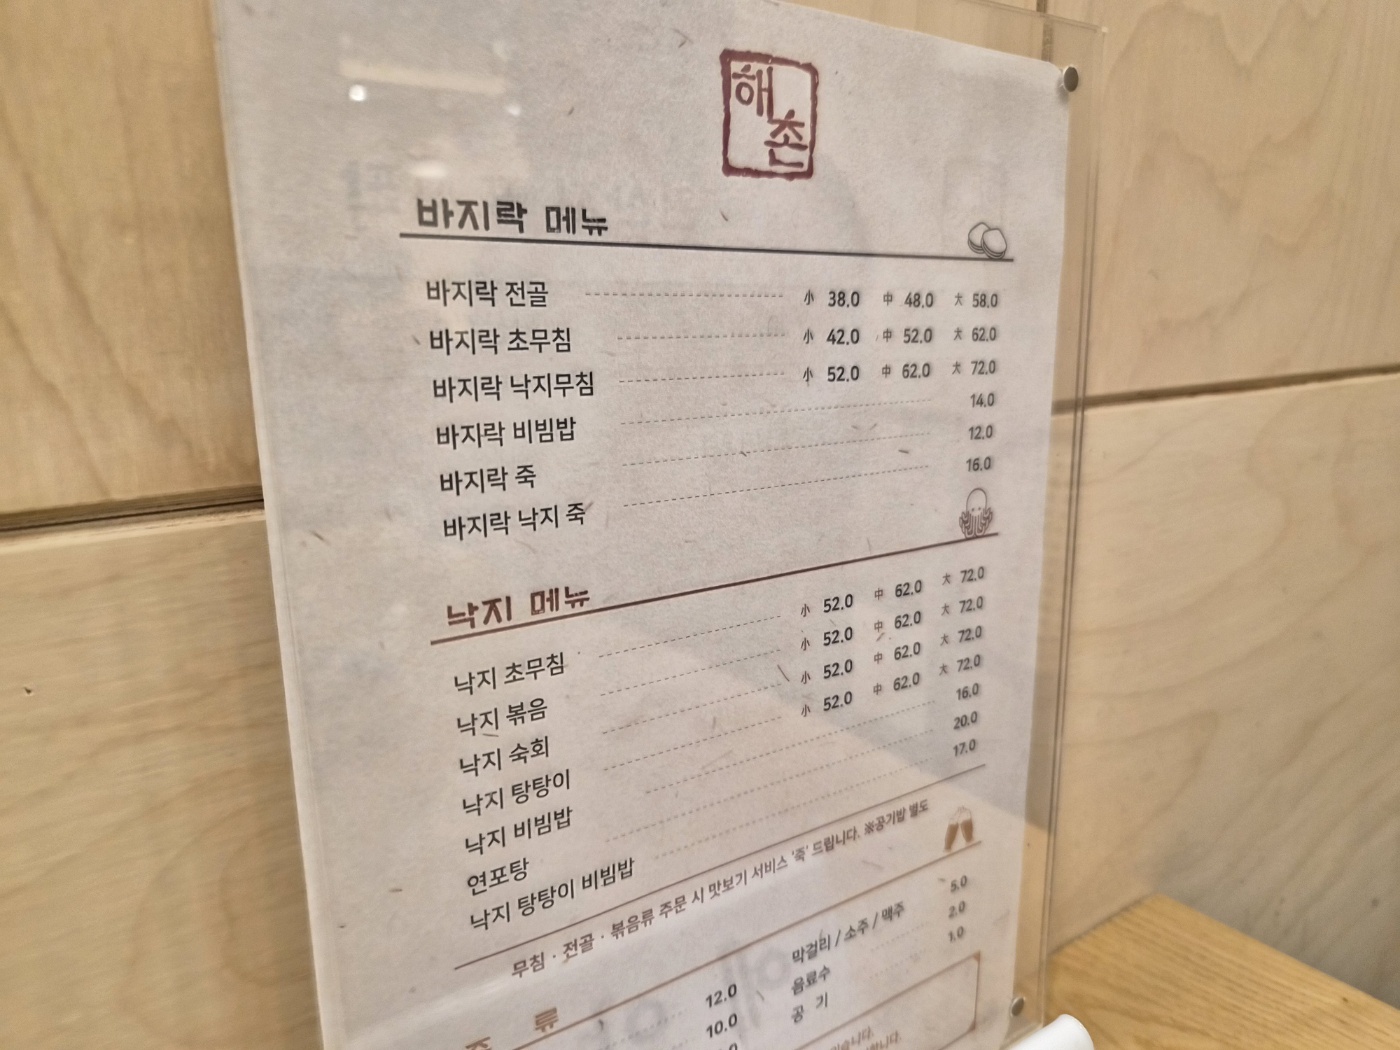 해촌
바지락 메뉴
바지락 전골 小 38.0 中 48.0 大 58.0
바지락 초무침 小 42.0 中 52.0 大 62.0
바지락 낙지무침 小 52.0 中 62.0 大 72.0
바지락 비빔밥 14.0
바지락 죽 12.0
바지락 낙지 죽 16.0
낙지 메뉴
낙지 초무침 小 52.0 中 62.0 大 72.0
낙지 볶음 小 52.0 中 62.0 大 72.0
낙지 숙회 小 52.0 中 62.0 大 72.0
낙지 탕탕이 小 52.0 中 62.0 大 72.0
낙지 비빔밥 16.0
연포탕 20.0
낙지 탕탕이 비빔밥 17.0
무침 · 전골 · 볶음류 주문 시 맛보기 서비스 '죽' 드립니다. ※공기밥 별도
류
12.0 막걸리 / 소주 / 맥주 5.0
10.0 음료수 2.0
공 기 1.0